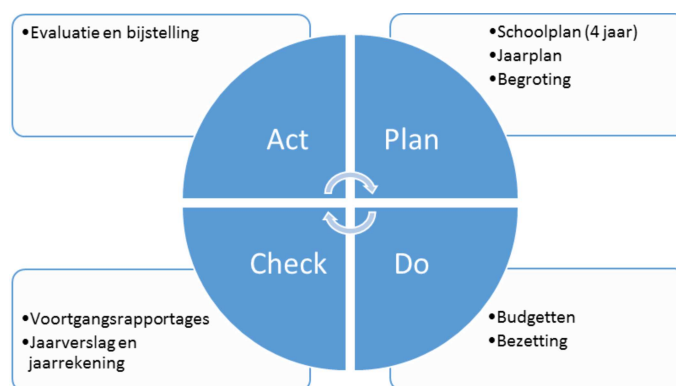 •Evaluatie en bijstelling
•Schoolplan (4 jaar)
•Jaarplan
•Begroting
Act
Plan
Check
Do
•Voortgangsrapportages
•Jaarverslag en
jaarrekening
•Budgetten
•Bezetting